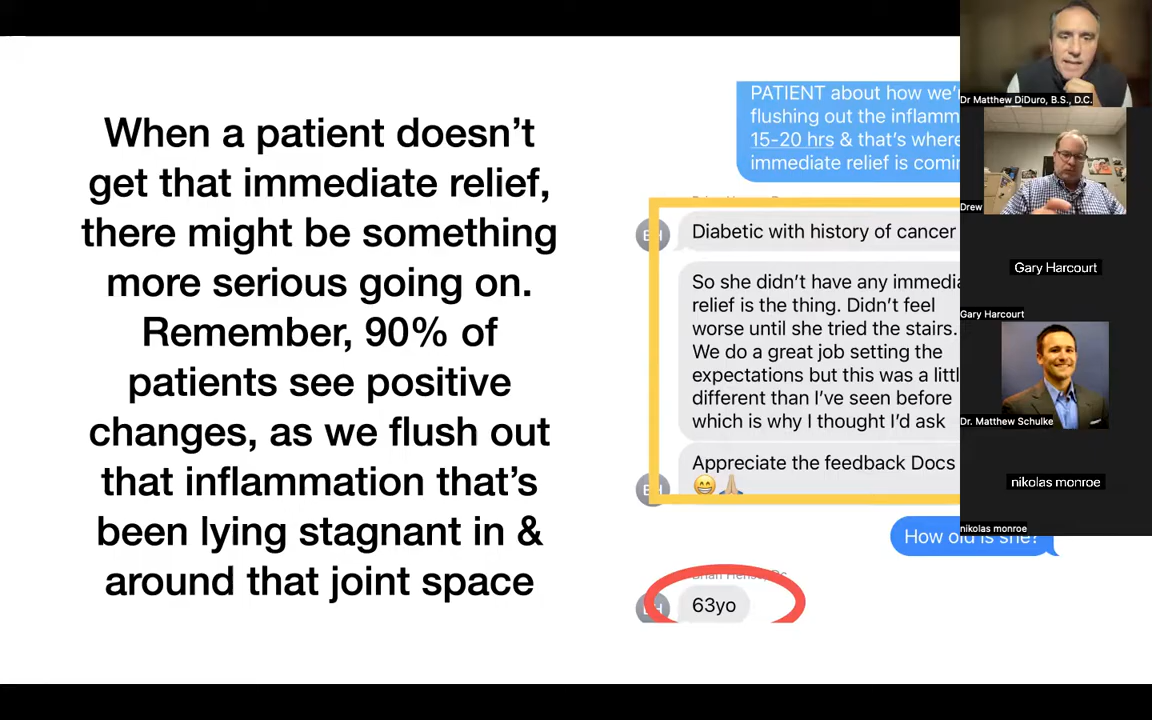 When a patient doesn't
get that immediate relief,
there might be something
more serious going on.
Remember, 90% of
patients see positive
changes, as we flush out
that inflammation that's
been lying stagnant in &
around that joint space
PATIENT about how we'
flushing out the inflamm
15-20 hrs & that's where
immediate relief is comi
Diabetic with history of cancer
So she didn't have any immedia
relief is the thing. Didn't feel
worse until she tried the stairs.
We do a great job setting the
expectations but this was a littl
different than I've seen before
which is why I thought I'd ask
Appreciate the feedback Docs
😁🙏🏼
How old is she?
63yo
Dr Matthew DiDuro, B.S., D.C.
Drew
Gary Harcourt
Gary Harcourt
Dr. Matthew Schulke
nikolas monroe
nikolas monroe